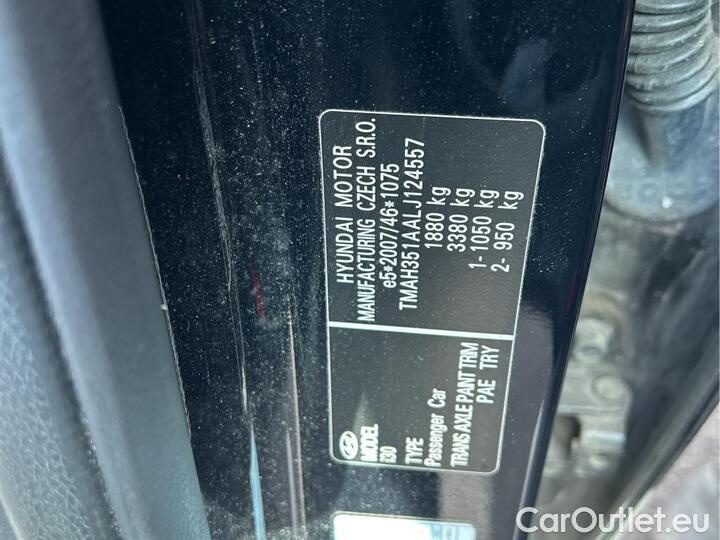 HYUNDAI MOTOR
MANUFACTURING CZECH S.R.O.
e5*2007/46*1075
TMAH351AALJ124557
1880 kg
3380 kg
1- 1050 kg
2- 950 kg
MODEL
i30
TYPE
Passenger Car
TRANS AXLE PAINT TRIM
PAE TRY
CarOutlet.eu